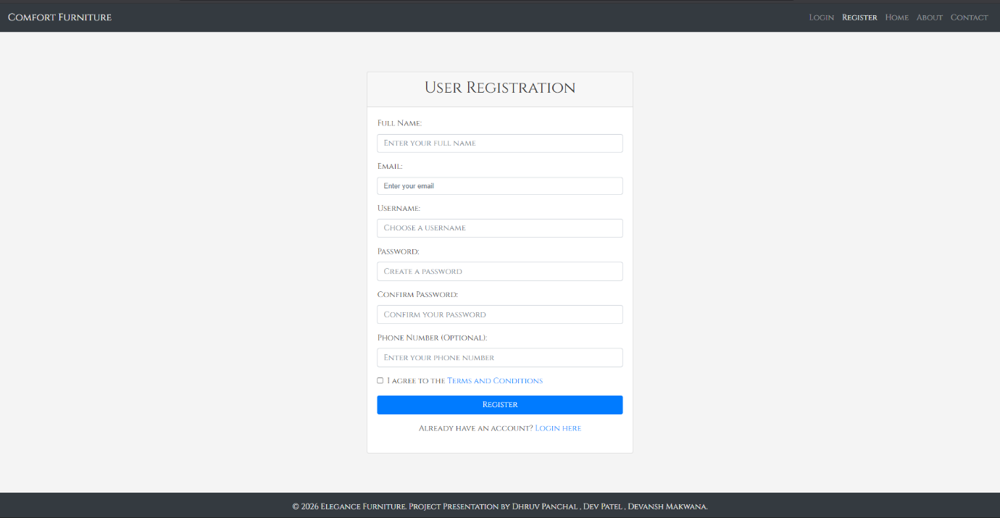 Comfort Furniture
Login Register Home About Contact
User Registration
Full Name:
Enter your full name
Email:
Enter your email
Username:
Choose a username
Password:
Create a password
Confirm Password:
Confirm your password
Phone Number (Optional):
Enter your phone number
I agree to the Terms and Conditions
Register
Already have an account? Login here
© 2026 Elegance Furniture. Project Presentation by Dhruv Panchal , Dev Patel , Devansh Makwana.